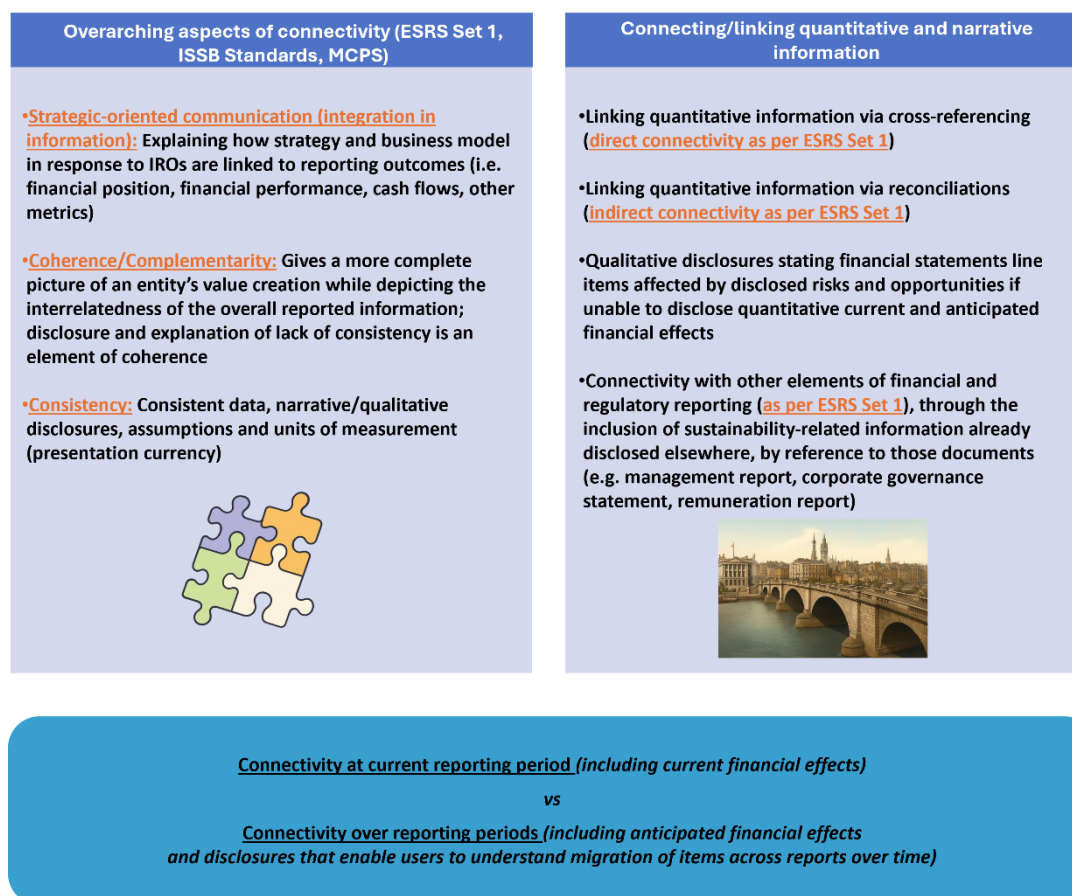 Overarching aspects of connectivity (ESRS Set 1,
ISSB Standards, MCPS)
•Strategic-oriented communication (integration in
information): Explaining how strategy and business model
in response to IROs are linked to reporting outcomes (i.e.
financial position, financial performance, cash flows, other
metrics)
•Coherence/Complementarity: Gives a more complete
picture of an entity’s value creation while depicting the
interrelatedness of the overall reported information;
disclosure and explanation of lack of consistency is an
element of coherence
•Consistency: Consistent data, narrative/qualitative
disclosures, assumptions and units of measurement
(presentation currency)
Connecting/linking quantitative and narrative
information
•Linking quantitative information via cross-referencing
(direct connectivity as per ESRS Set 1)
•Linking quantitative information via reconciliations
(indirect connectivity as per ESRS Set 1)
•Qualitative disclosures stating financial statements line
items affected by disclosed risks and opportunities if
unable to disclose quantitative current and anticipated
financial effects
•Connectivity with other elements of financial and
regulatory reporting (as per ESRS Set 1), through the
inclusion of sustainability-related information already
disclosed elsewhere, by reference to those documents
(e.g. management report, corporate governance
statement, remuneration report)
Connectivity at current reporting period (including current financial effects)
vs
Connectivity over reporting periods (including anticipated financial effects
and disclosures that enable users to understand migration of items across reports over time)